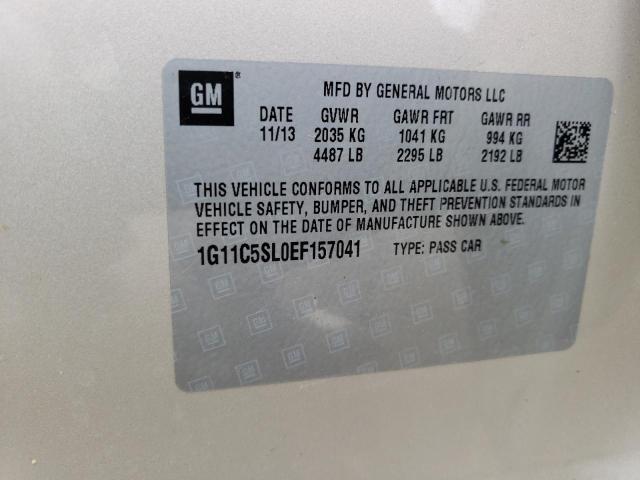 GM ®
MFD BY GENERAL MOTORS LLC
DATE GVWR GAWR FRT GAWR RR
11/13 2035 KG 1041 KG 994 KG
4487 LB 2295 LB 2192 LB
THIS VEHICLE CONFORMS TO ALL APPLICABLE U.S. FEDERAL MOTOR
VEHICLE SAFETY, BUMPER, AND THEFT PREVENTION STANDARDS IN
EFFECT ON THE DATE OF MANUFACTURE SHOWN ABOVE.
1G11C5SL0EF157041 TYPE: PASS CAR